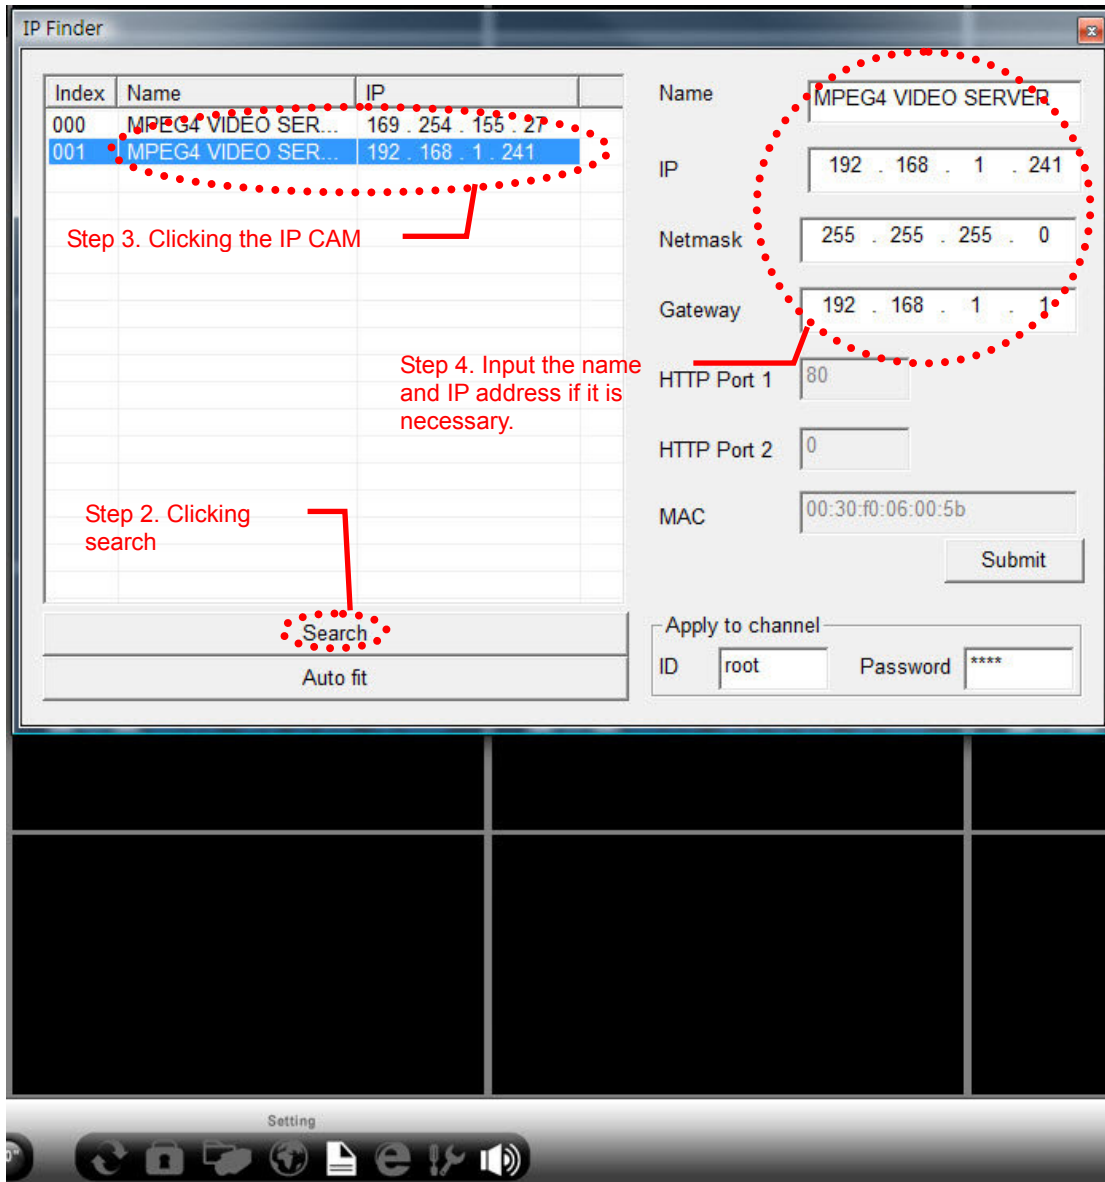 IP Finder
Index Name IP
000 MPEG4 VIDEO SER... 169 . 254 . 155 . 27
001 MPEG4 VIDEO SER... 192 . 168 . 1 . 241
Step 3. Clicking the IP CAM
Step 2. Clicking
search
Search
Auto fit
Name MPEG4 VIDEO SERVER
IP 192 . 168 . 1 . 241
Netmask 255 . 255 . 255 . 0
Gateway 192 . 168 . 1 . 1
Step 4. Input the name
and IP address if it is
necessary.
HTTP Port 1 80
HTTP Port 2 0
MAC 00:30:f0:06:00:5b
Submit
Apply to channel
ID root Password ****
Setting